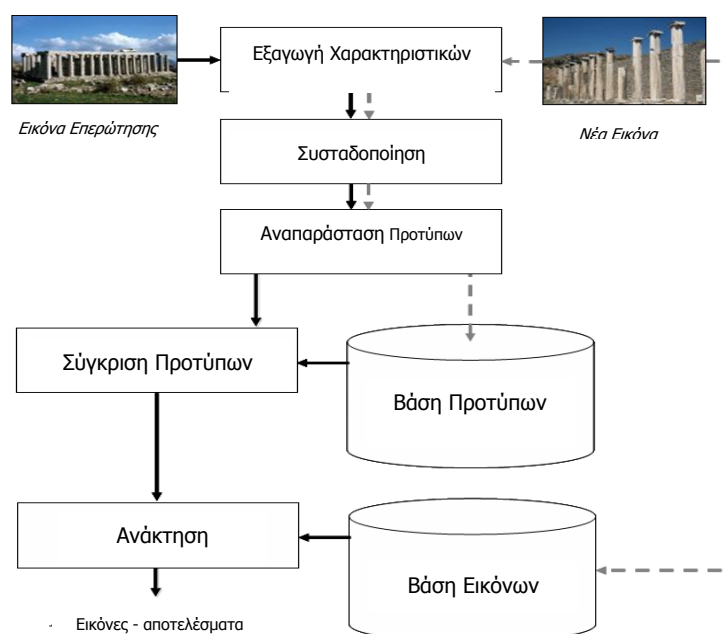 Εξαγωγή Χαρακτηριστικών
Εικόνα Επερώτησης
Νέα Εικόνα
Συσταδοποίηση
Αναπαράσταση Προτύπων
Σύγκριση Προτύπων
Βάση Προτύπων
Ανάκτηση
Βάση Εικόνων
Εικόνες - αποτελέσματα